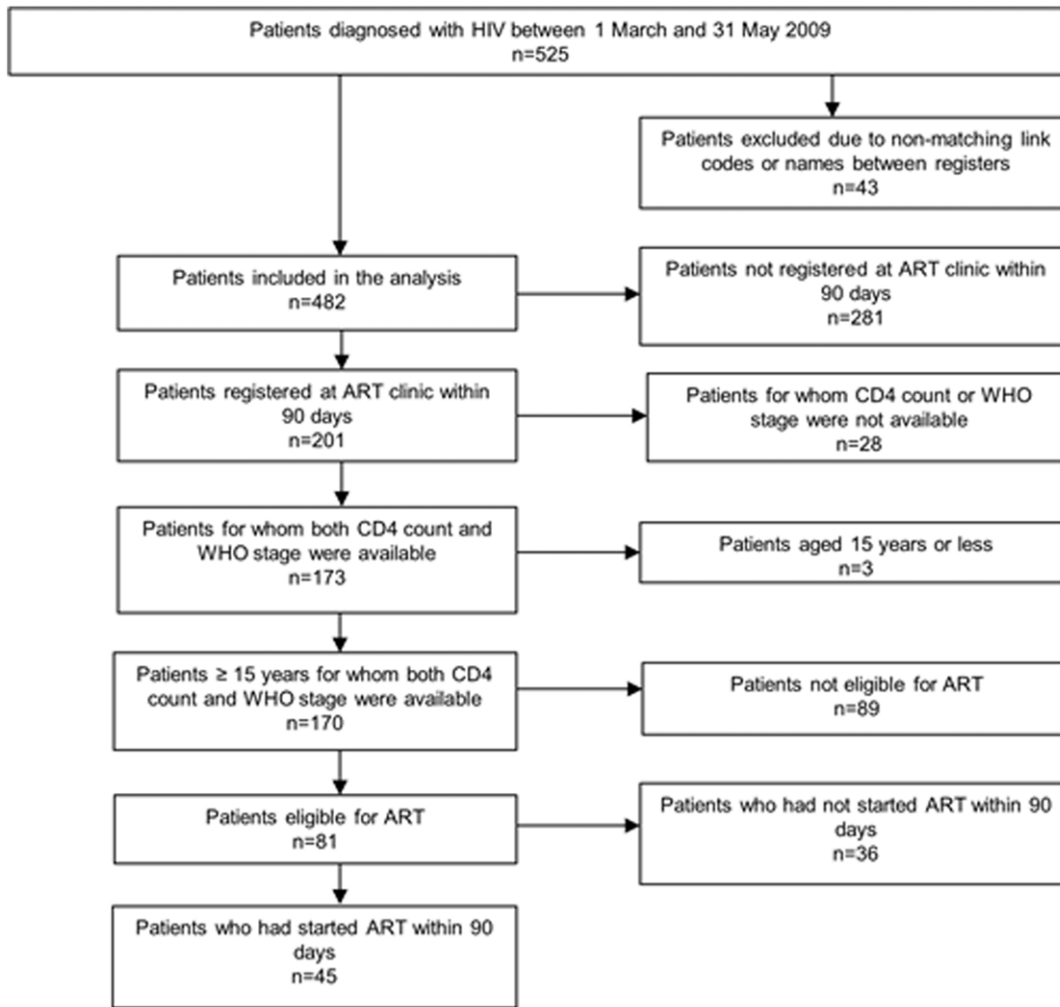 Patients diagnosed with HIV between 1 March and 31 May 2009
n=525
Patients excluded due to non-matching link
codes or names between registers
n=43
Patients included in the analysis
n=482
Patients not registered at ART clinic within
90 days
n=281
Patients registered at ART clinic within
90 days
n=201
Patients for whom CD4 count or WHO
stage were not available
n=28
Patients for whom both CD4 count and
WHO stage were available
n=173
Patients aged 15 years or less
n=3
Patients ≥ 15 years for whom both CD4
count and WHO stage were available
n=170
Patients not eligible for ART
n=89
Patients eligible for ART
n=81
Patients who had not started ART within 90
days
n=36
Patients who had started ART within 90
days
n=45